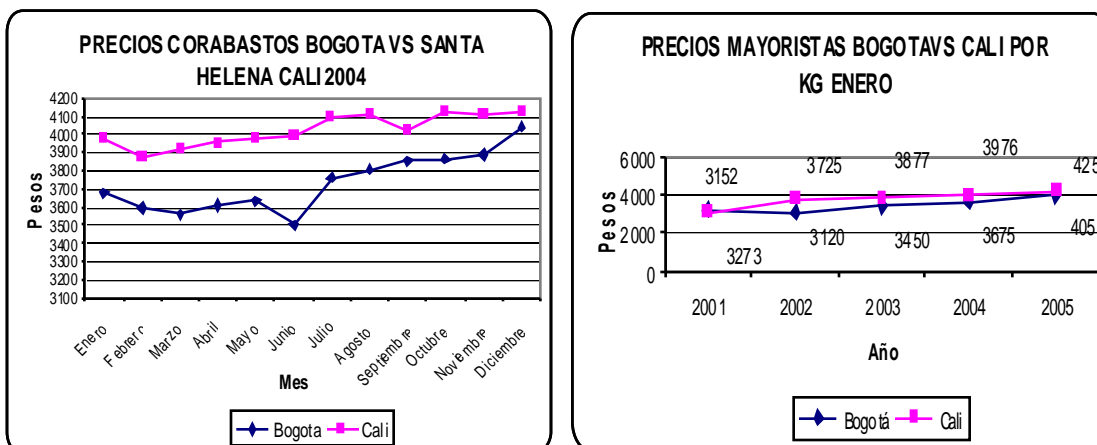 PRECIOS CORABASTOS BOGOTA VS SANTA
HELENA CALI 2004
Pesos
4200
4100
4000
3900
3800
3700
3600
3500
3400
3300
3200
3100
Enero
Febrero
Marzo
Abril
Mayo
Junio
Julio
Agosto
Septiembre
Octubre
Noviembre
Diciembre
Mes
Bogota Cali
PRECIOS MAYORISTAS BOGOTAVS CALI POR
KG ENERO
Pesos
6000
4000
2000
0
3152 3725 3877 3976 425
3273 3120 3450 3675 405
2001 2002 2003 2004 2005
Año
Bogotá Cali